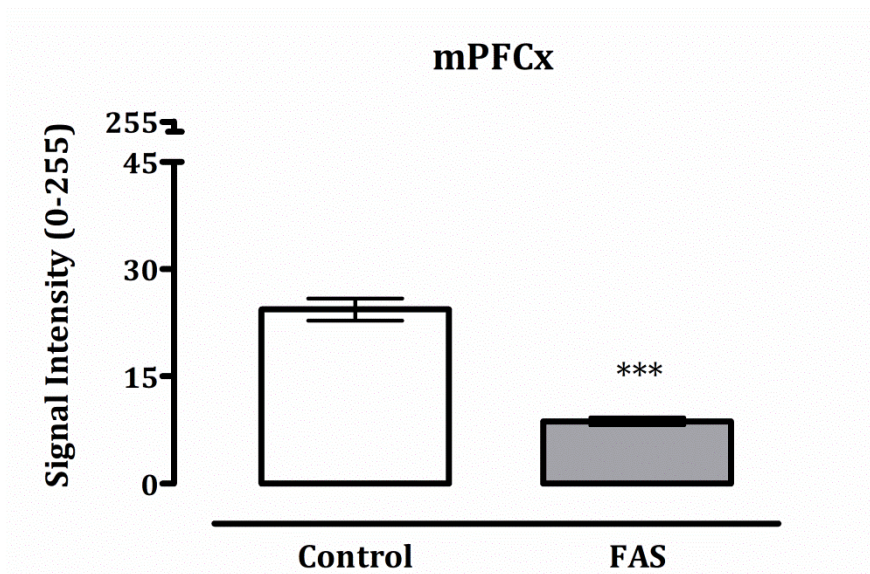 mPFCx
Signal Intensity (0-255)
255
45
30
15
0
***
Control
FAS